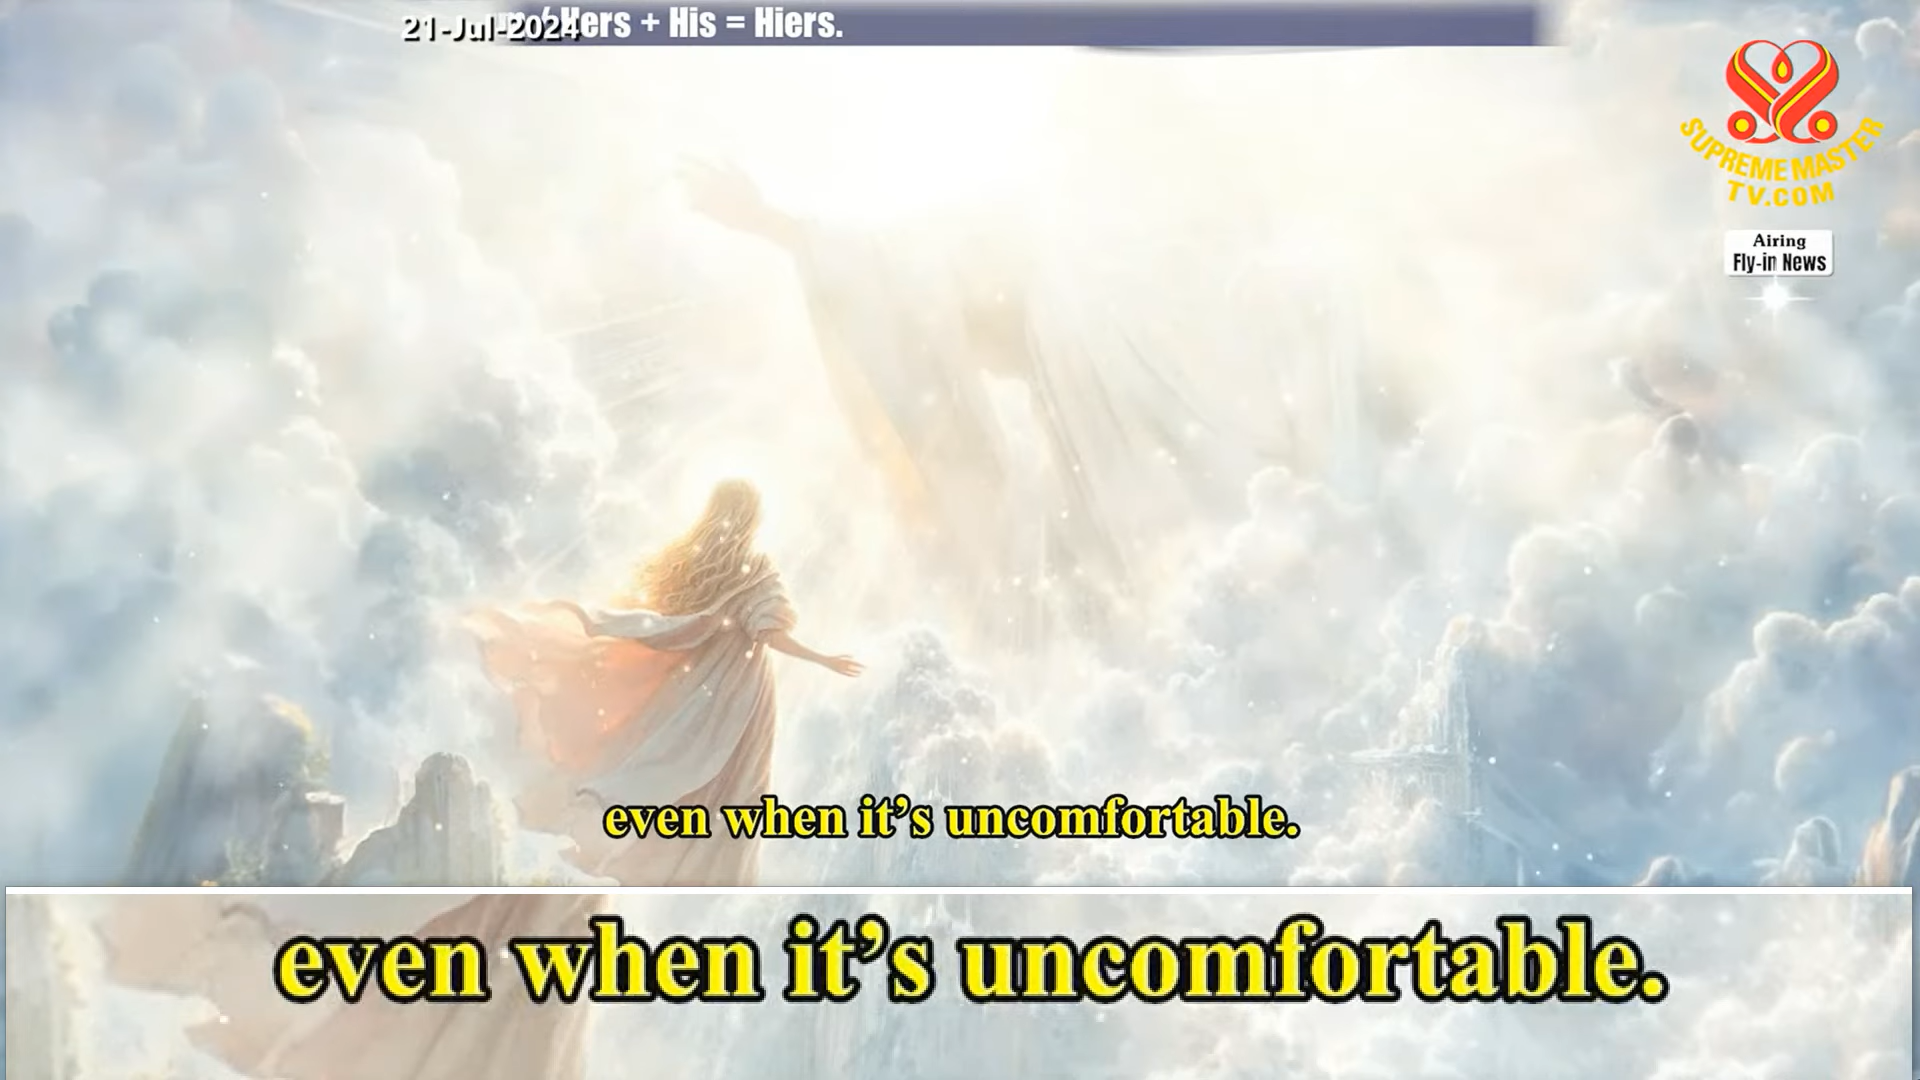 21-Jul-2024
Hers + His = Hiers.
SUPREME MASTER
TV.COM
Airing
Fly-in News
even when it’s uncomfortable.
even when it’s uncomfortable.